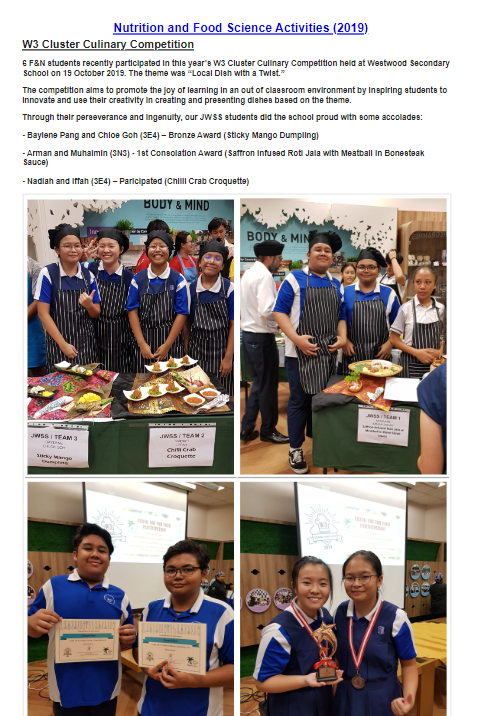 Nutrition and Food Science Activities (2019)
W3 Cluster Culinary Competition
6 F&N students recently participated in this year's W3 Cluster Culinary Competition held at Westwood Secondary
School on 19 October 2019. The theme was “Local Dish with a Twist.”
The competition aims to promote the joy of learning in an out of classroom environment by inspiring students to
innovate and use their creativity in creating and presenting dishes based on the theme.
Through their perseverance and ingenuity, our JWSS students did the school proud with some accolades:
- Baylene Pang and Chloe Goh (3E4) – Bronze Award (Sticky Mango Dumpling)
- Arman and Muhaimin (3N3) - 1st Consolation Award (Saffron Infused Roti Jala with Meatball in Bonesteak
Sauce)
- Nadiah and Iffah (3E4) – Paricipated (Chilli Crab Croquette)
BODY & MIND
BODY & MIN
JWSS / TEAM 2
Sticky Mango
Dumpling
JWSS / TEAM 3
Chilli Crab
Croquette
JWSS / TEAM 1